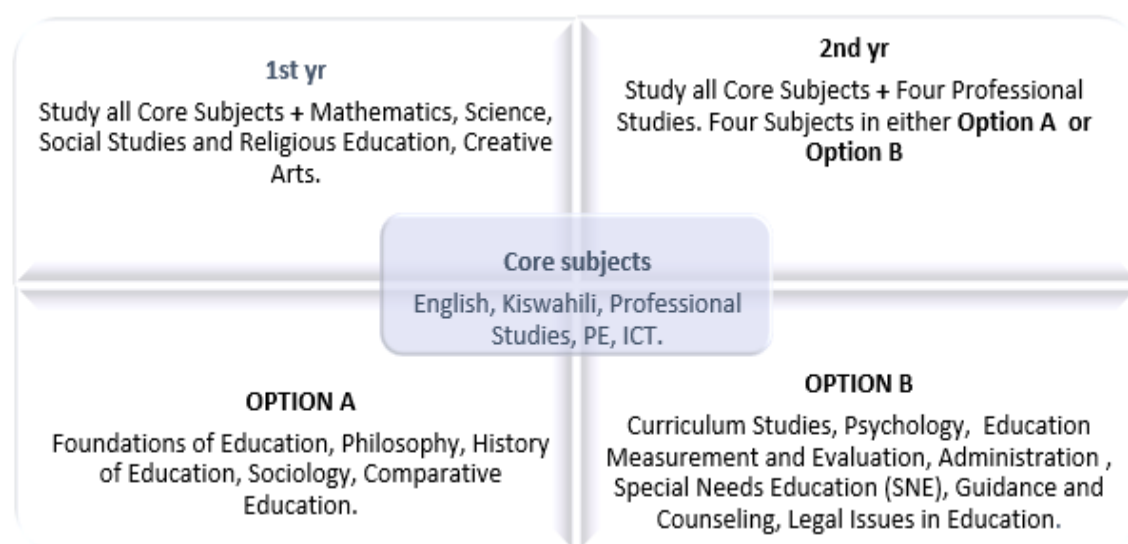 1st yr
Study all Core Subjects + Mathematics, Science,
Social Studies and Religious Education, Creative
Arts.
2nd yr
Study all Core Subjects + Four Professional
Studies. Four Subjects in either Option A or
Option B
Core subjects
English, Kiswahili, Professional
Studies, PE, ICT.
OPTION A
Foundations of Education, Philosophy, History
of Education, Sociology, Comparative
Education.
OPTION B
Curriculum Studies, Psychology, Education
Measurement and Evaluation, Administration ,
Special Needs Education (SNE), Guidance and
Counseling, Legal Issues in Education.